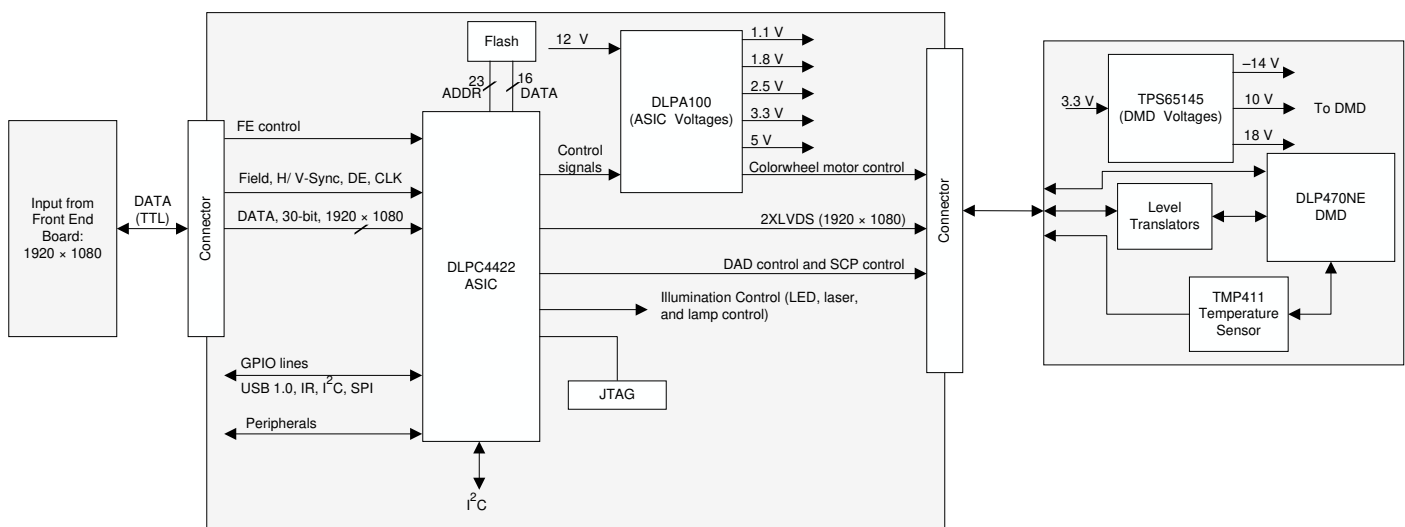 Input from
Front End
Board:
1920 × 1080
DATA
(TTL)
Connector
FE control
Field, H/ V-Sync, DE, CLK
DATA, 30-bit, 1920 × 1080
GPIO lines
USB 1.0, IR, I²C, SPI
Peripherals
Flash
23
ADDR
16
DATA
DLPC4422
ASIC
I²C
12 V
DLPA100
(ASIC Voltages)
1.1 V
1.8 V
2.5 V
3.3 V
5 V
Control
signals
Colorwheel motor control
2XLVDS (1920 × 1080)
DAD control and SCP control
Illumination Control (LED, laser,
and lamp control)
JTAG
Connector
3.3 V
TPS65145
(DMD Voltages)
–14 V
10 V
18 V
To DMD
DLP470NE
DMD
Level
Translators
TMP411
Temperature
Sensor